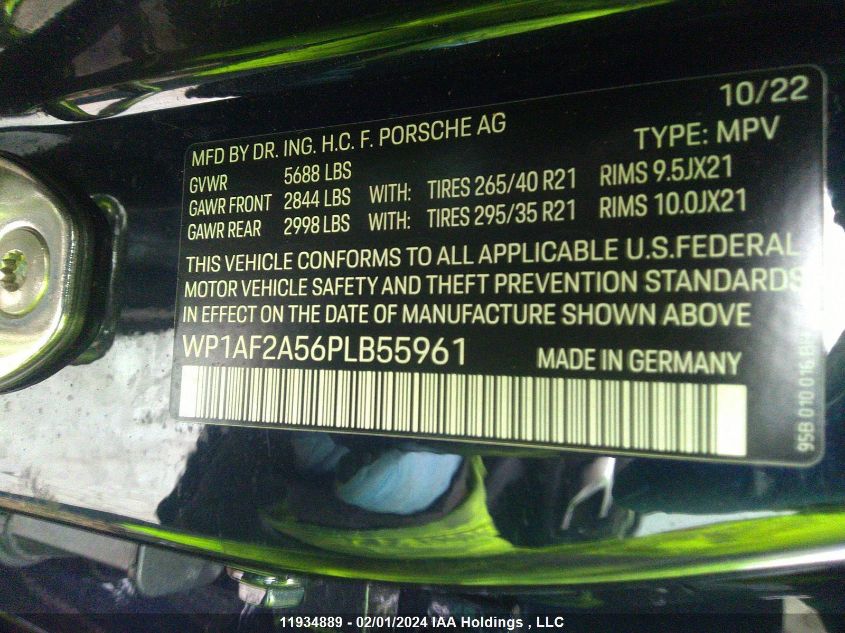 10/22
MFD BY DR. ING. H.C. F. PORSCHE AG TYPE: MPV
GVWR 5688 LBS
GAWR FRONT 2844 LBS WITH: TIRES 265/40 R21 RIMS 9.5JX21
GAWR REAR 2998 LBS WITH: TIRES 295/35 R21 RIMS 10.0JX21
THIS VEHICLE CONFORMS TO ALL APPLICABLE U.S.FEDERAL
MOTOR VEHICLE SAFETY AND THEFT PREVENTION STANDARDS
IN EFFECT ON THE DATE OF MANUFACTURE SHOWN ABOVE
WP1AF2A56PLB55961 MADE IN GERMANY
95B 010 016
11934889 - 02/01/2024 IAA Holdings , LLC